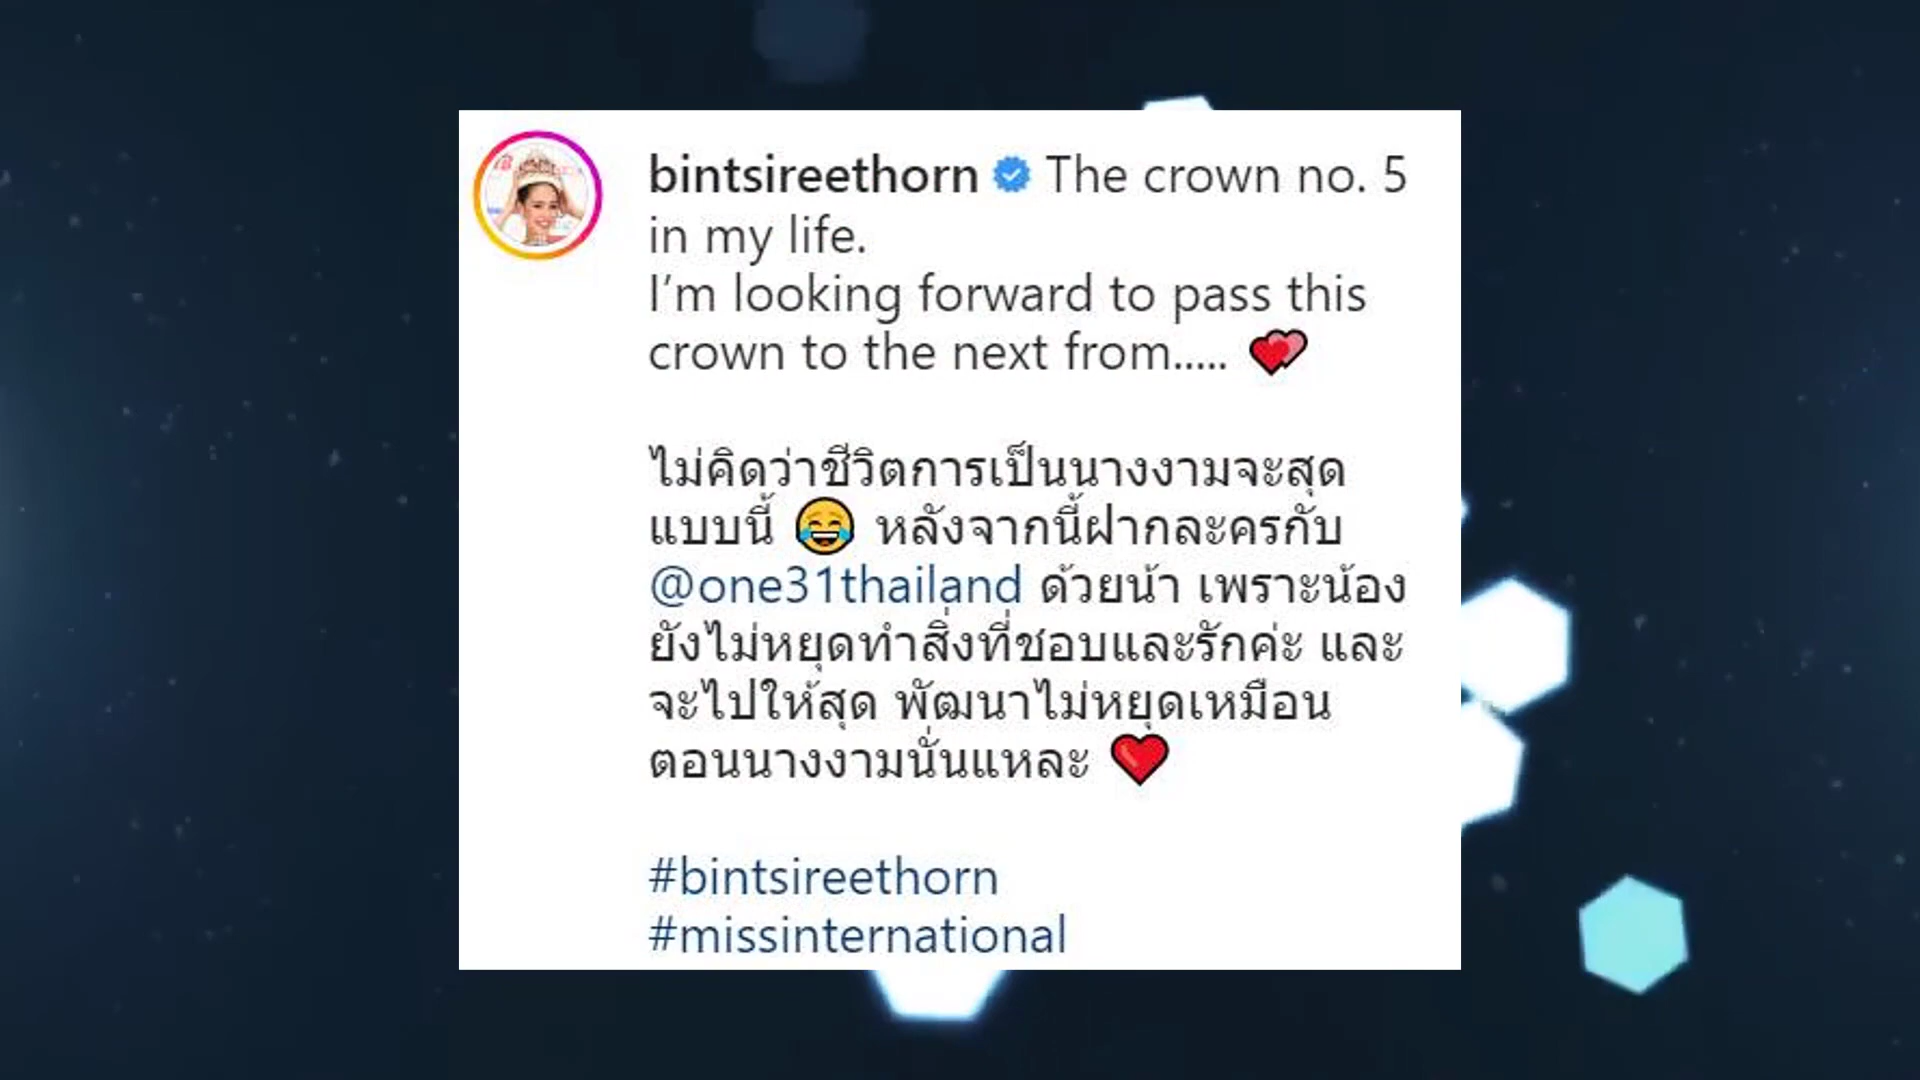 bintsireethorn The crown no. 5
in my life.
I’m looking forward to pass this
crown to the next from..... 💕
ไม่คิดว่าชีวิตการเป็นนางงามจะสุด
แบบนี้ 😂 หลังจากนี้ฝากละครกับ
@one31thailand ด้วยน้า เพราะน้อง
ยังไม่หยุดทำสิ่งที่ชอบและรักค่ะ และ
จะไปให้สุด พัฒนาไม่หยุดเหมือน
ตอนนางงามนั่นแหละ ❤️
#bintsireethorn
#missinternational